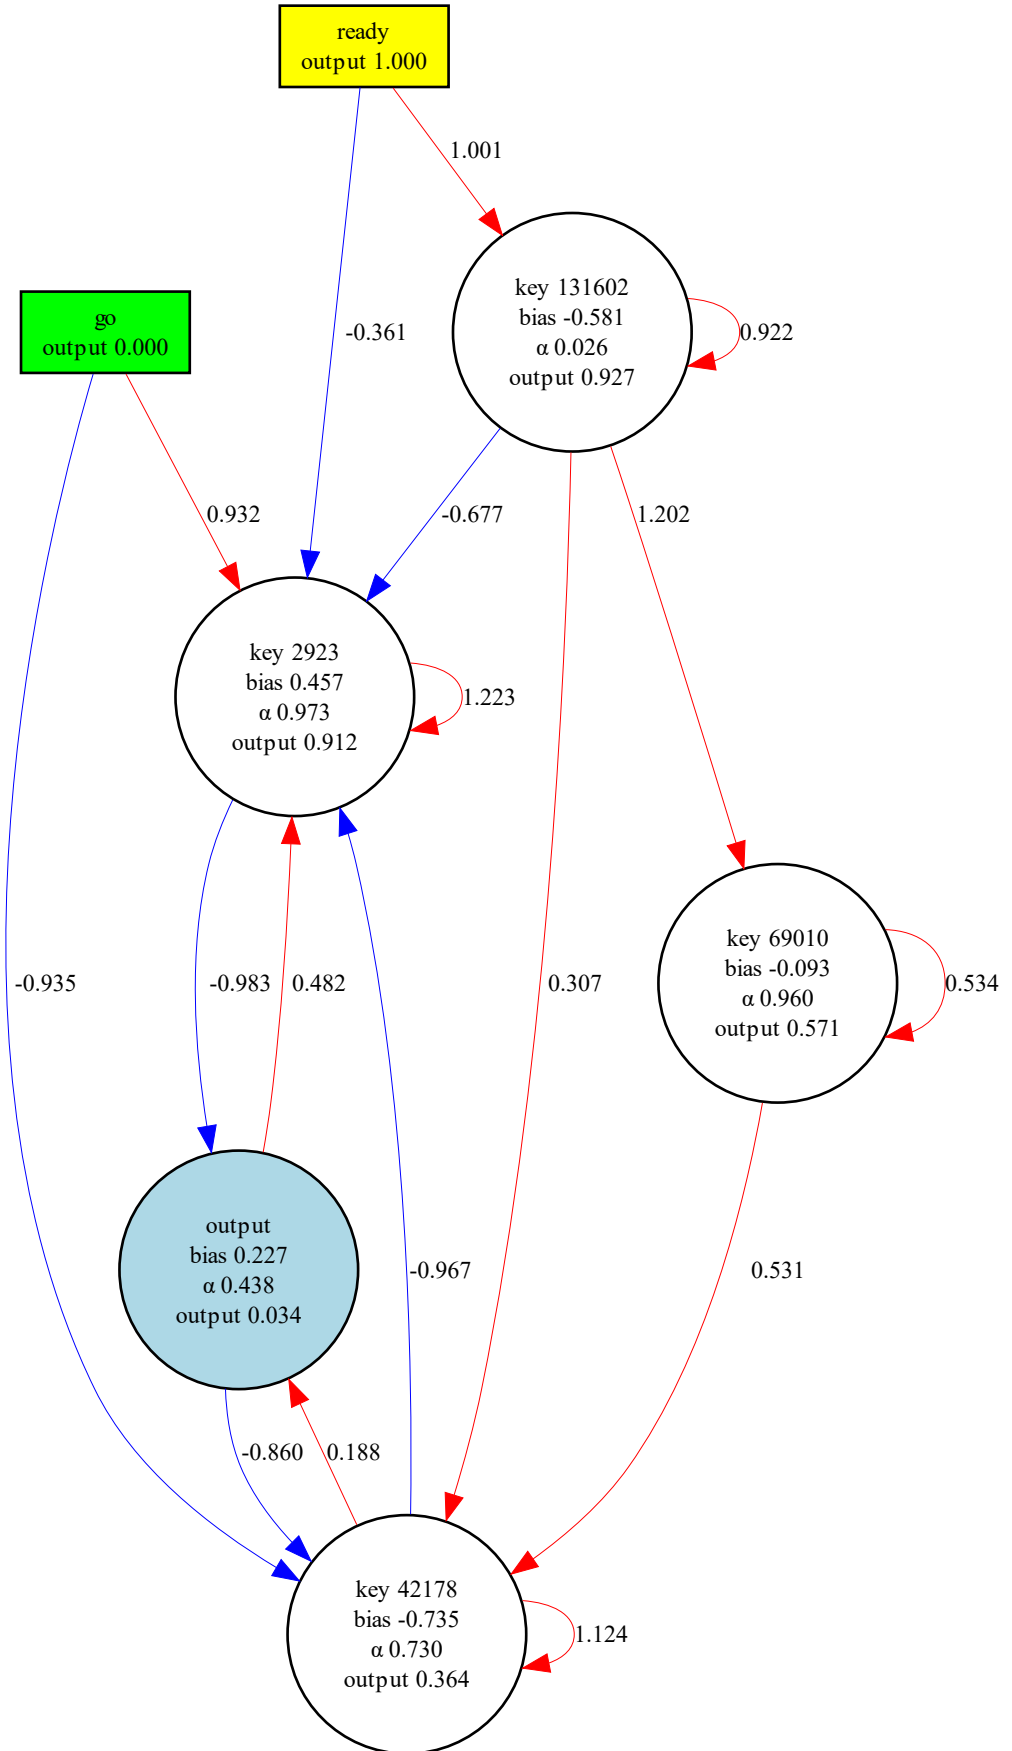 ready
output 1.000
1.001
key 131602
bias -0.581
α 0.026
output 0.927
0.922
go
output 0.000
-0.361
0.932
-0.677
1.202
key 2923
bias 0.457
α 0.973
output 0.912
1.223
key 69010
bias -0.093
α 0.960
output 0.571
0.534
-0.935
-0.983
0.482
0.307
output
bias 0.227
α 0.438
output 0.034
-0.967
0.531
-0.860
0.188
key 42178
bias -0.735
α 0.730
output 0.364
1.124